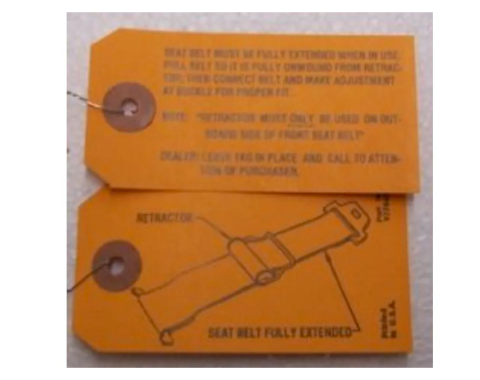 SEAT BELT MUST BE FULLY EXTENDED WHEN IN USE.
PULL BELT SO IT IS FULLY UNWOUND FROM RETRAC-
TOR, THEN CONNECT BELT AND MAKE ADJUSTMENT
AT BUCKLE FOR PROPER FIT.
NOTE: "RETRACTOR MUST ONLY BE USED ON OUT-
BOARD SIDE OF FRONT SEAT BELT"
DEALER: LEAVE TAG IN PLACE AND CALL TO ATTEN-
TION OF PURCHASER.
RETRACTOR
SEAT BELT FULLY EXTENDED
Part
Printed
in U.S.A.